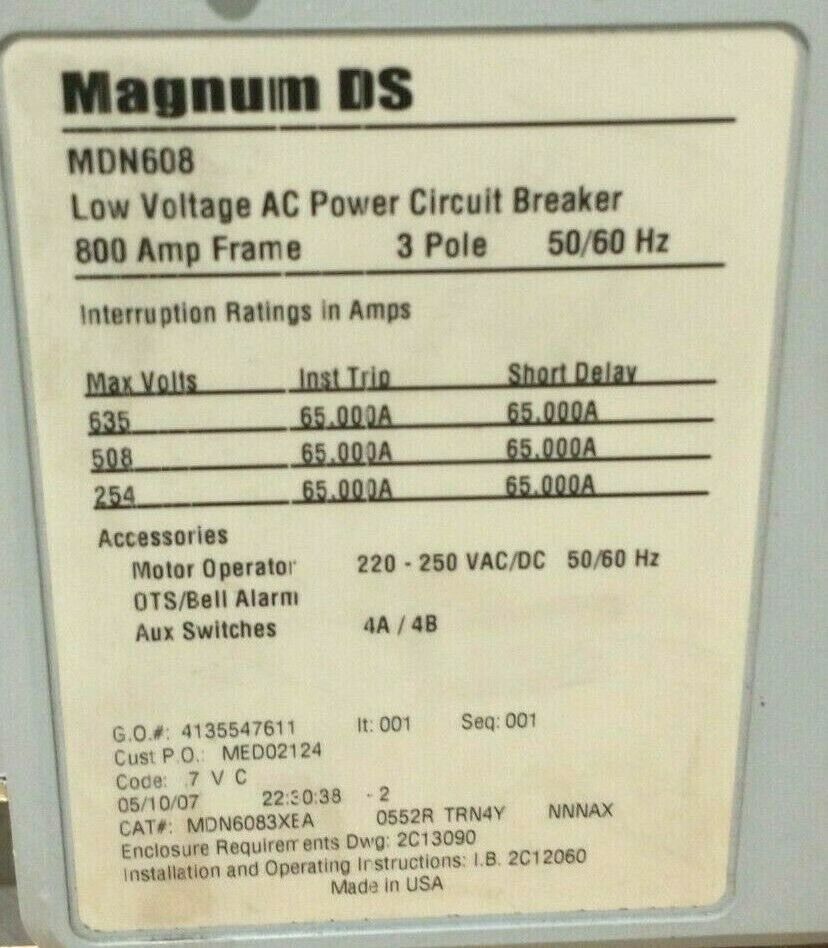 Magnum DS
MDN608
Low Voltage AC Power Circuit Breaker
800 Amp Frame 3 Pole 50/60 Hz
Interruption Ratings in Amps
Max Volts Inst Trip Short Delay
635 65.000A 65.000A
508 65.000A 65.000A
254 65.000A 65.000A
Accessories
Motor Operator 220 - 250 VAC/DC 50/60 Hz
OTS/Bell Alarm
Aux Switches 4A / 4B
G.O.#: 4135547611 It: 001 Seq: 001
Cust P.O.: MED02124
Code: .7 V C
05/10/07 22:30:38 - 2
CAT#: MDN6083XEA 0552R TRN4Y NNNAX
Enclosure Requirements Dwg: 2C13090
Installation and Operating Instructions: I.B. 2C12060
Made in USA